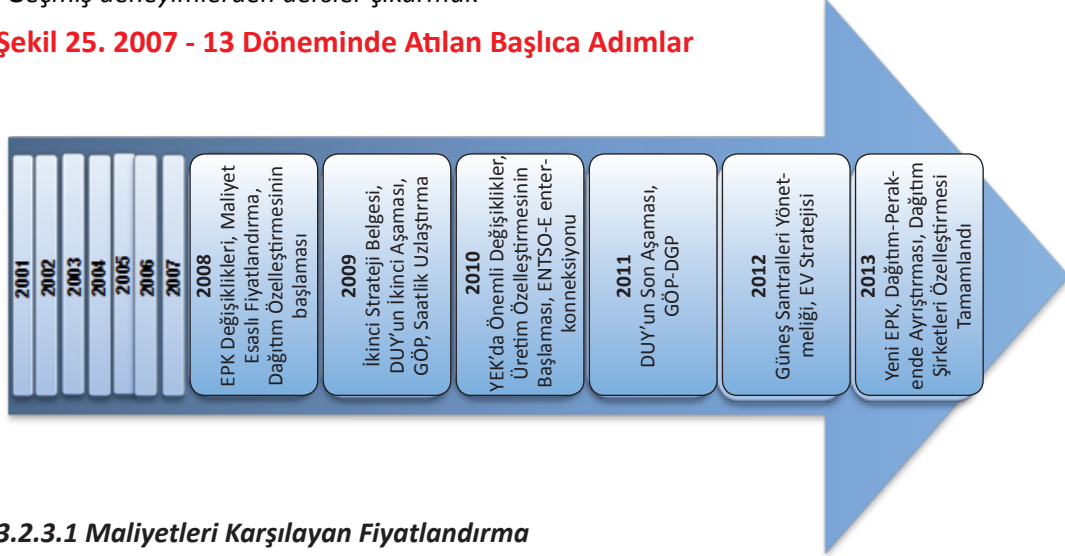 Geçmiş deneyimlerden dersler çıkarmak
Şekil 25. 2007 - 13 Döneminde Atılan Başlıca Adımlar
2001
2002
2003
2004
2005
2006
2007
2008
EPK Değişiklikleri, Maliyet
Esaslı Fiyatlandırma,
Dağıtım Özelleştirmesinin
başlaması
2009
İkinci Strateji Belgesi,
DUY'un İkinci Aşaması,
GÖP, Saatlik Uzlaştırma
2010
YEK'da Önemli Değişiklikler,
Üretim Özelleştirmesinin
Başlaması, ENTSO-E enter-
konneksiyonu
2011
DUY'un Son Aşaması,
GÖP-DGP
2012
Güneş Santralleri Yönet-
meliği, EV Stratejisi
2013
Yeni EPK, Dağıtım-Perak-
ende Ayrıştırması, Dağıtım
Şirketleri Özelleştirmesi
Tamamlandı
3.2.3.1 Maliyetleri Karşılayan Fiyatlandırma